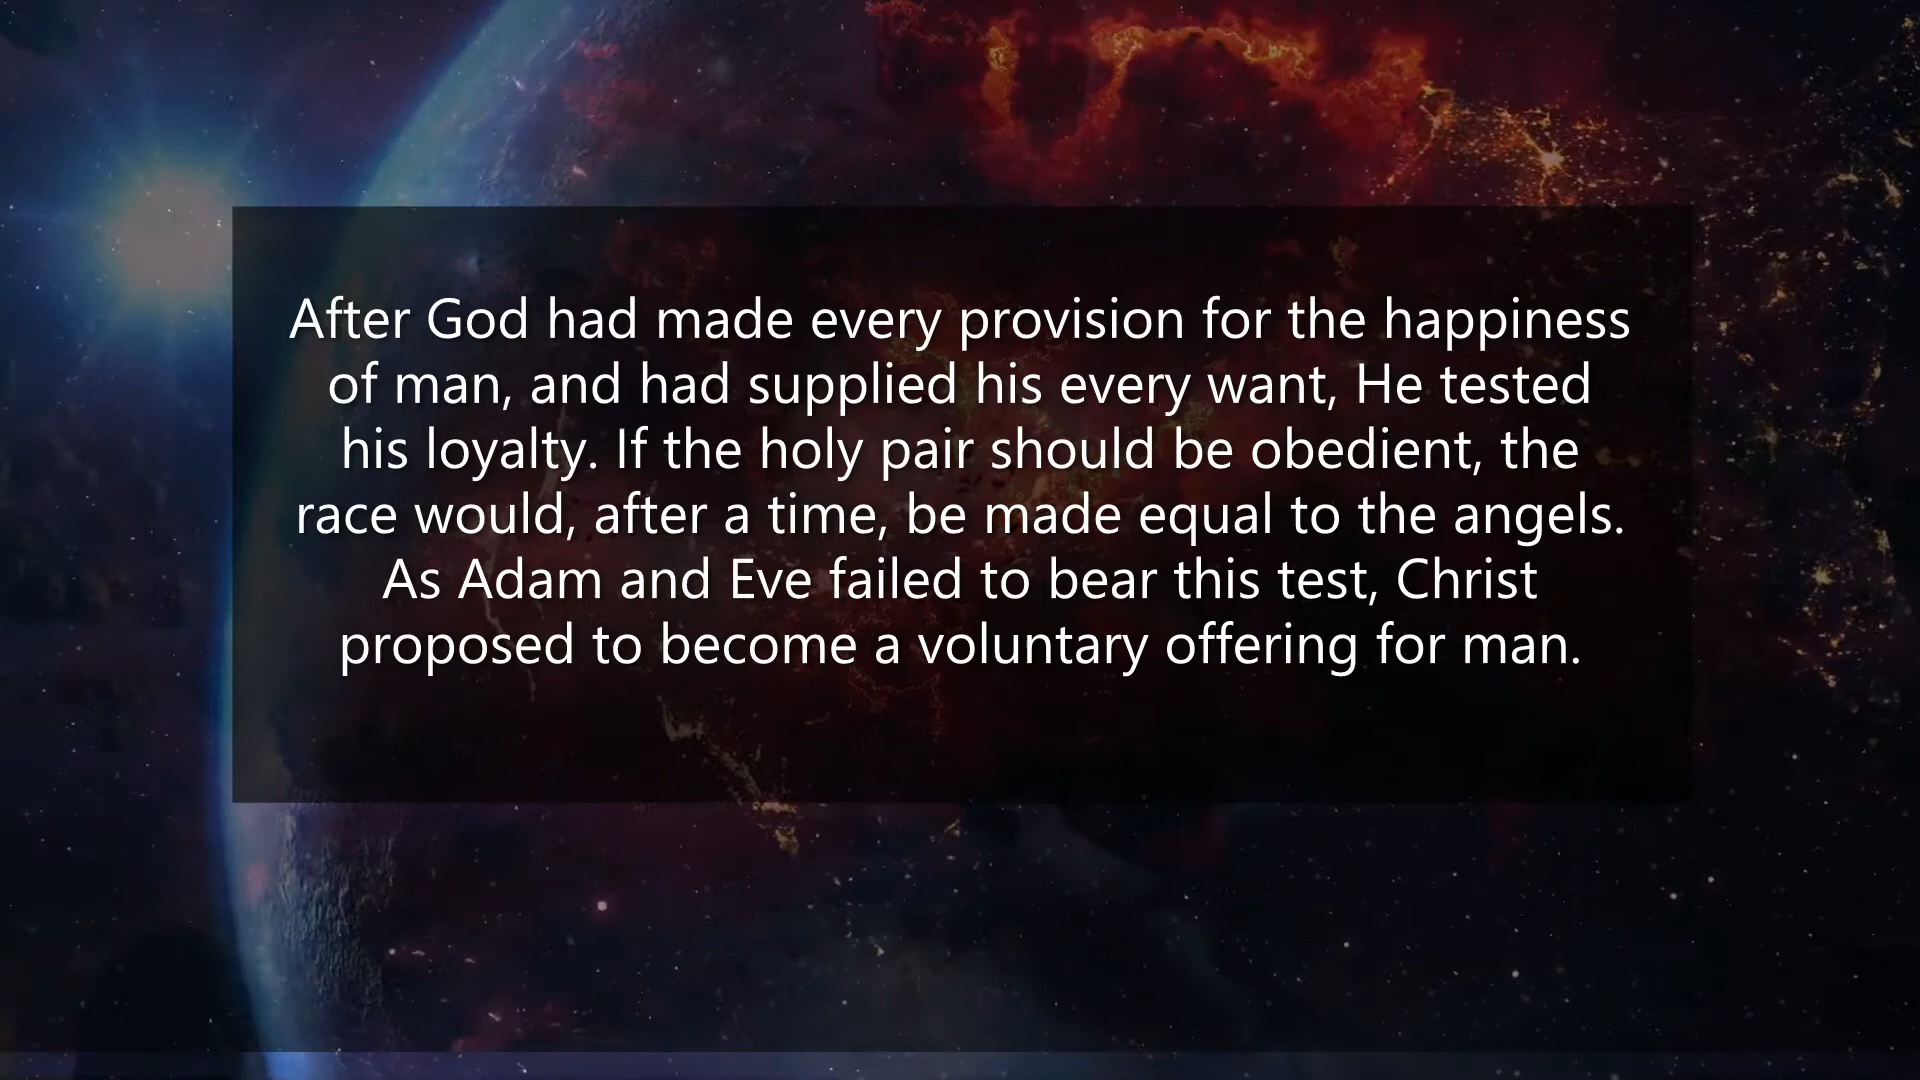 After God had made every provision for the happiness
of man, and had supplied his every want, He tested
his loyalty. If the holy pair should be obedient, the
race would, after a time, be made equal to the angels.
As Adam and Eve failed to bear this test, Christ
proposed to become a voluntary offering for man.